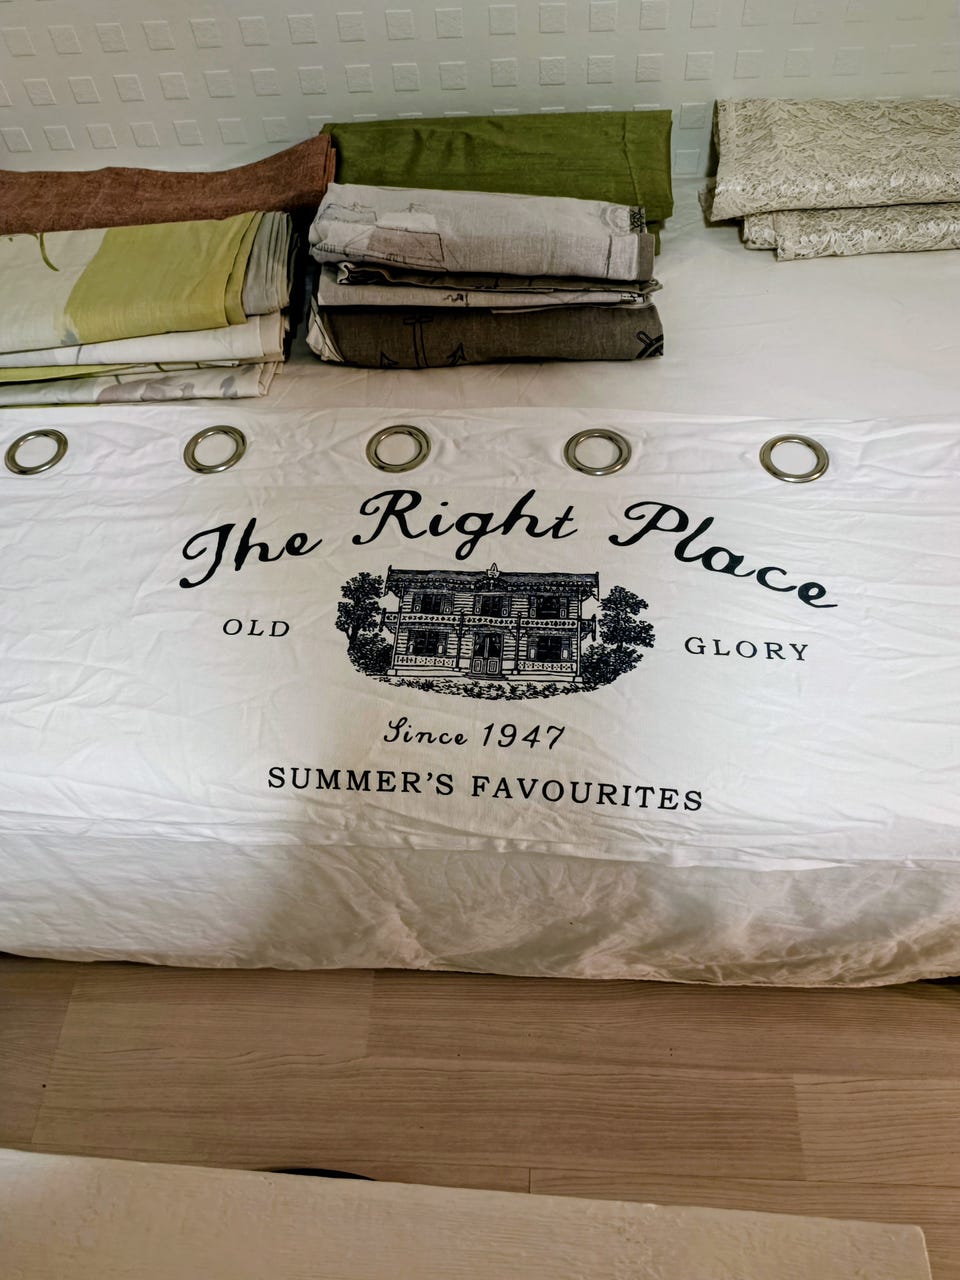 The Right Place
OLD GLORY
Since 1947
SUMMER'S FAVOURITES